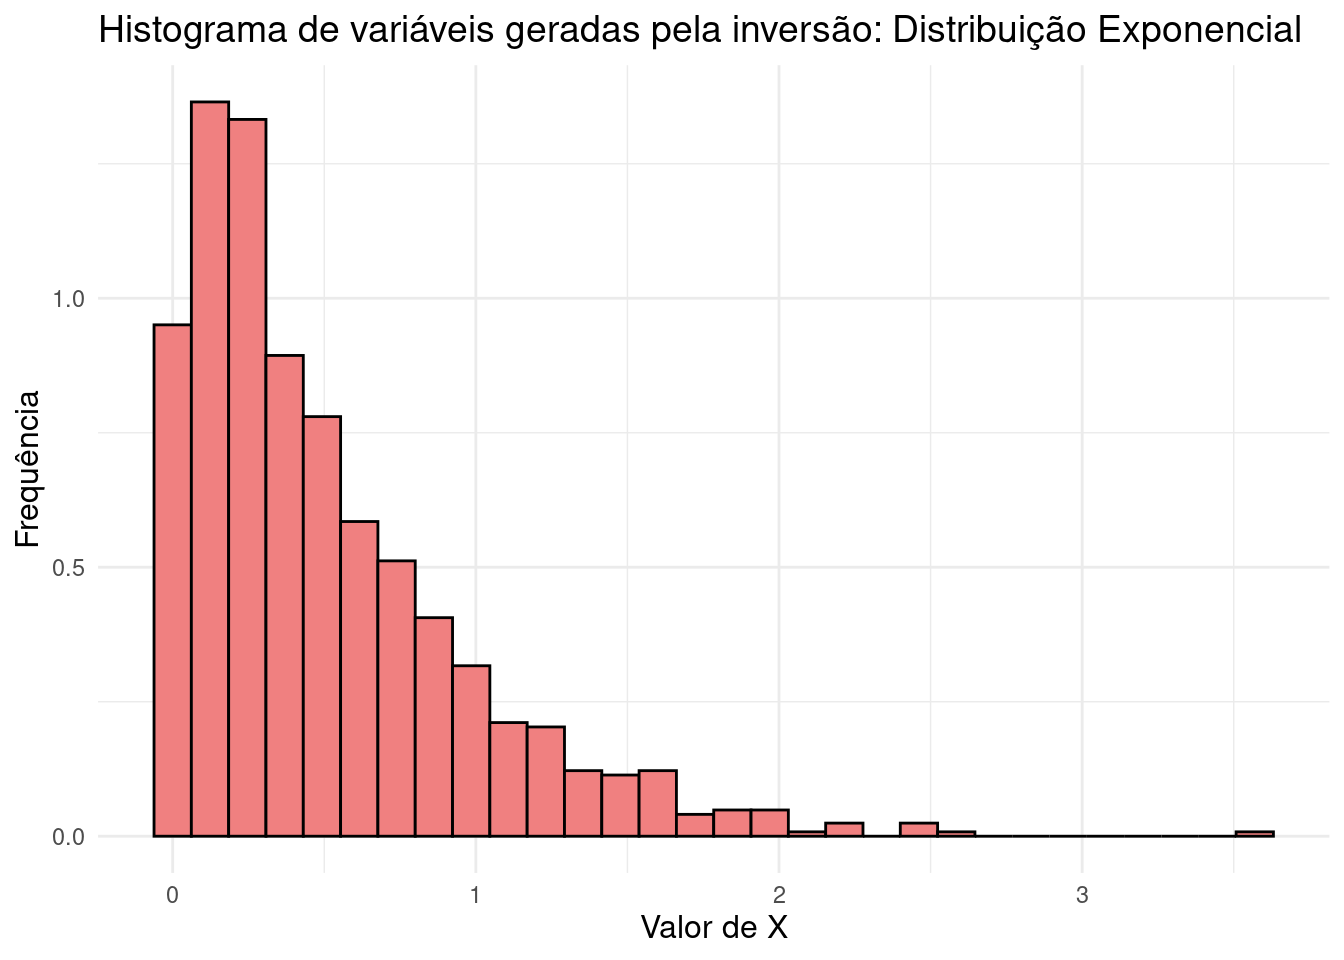 Histograma de variáveis geradas pela inversão: Distribuição Exponencial
Frequência
1.0
0.5
0.0
0 1 2 3
Valor de X